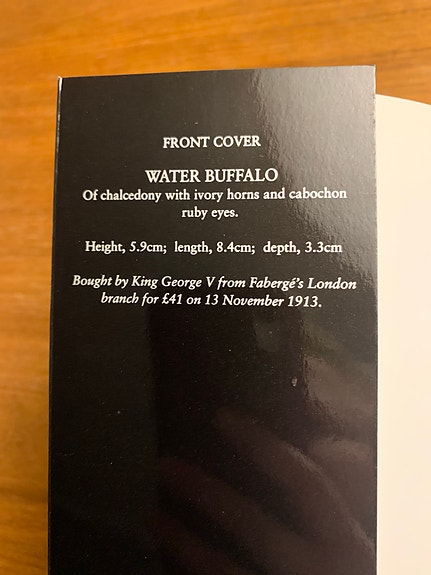 FRONT COVER
WATER BUFFALO
Of chalcedony with ivory horns and cabochon
ruby eyes.
Height, 5.9cm; length, 8.4cm; depth, 3.3cm
Bought by King George V from Fabergé's London
branch for £41 on 13 November 1913.